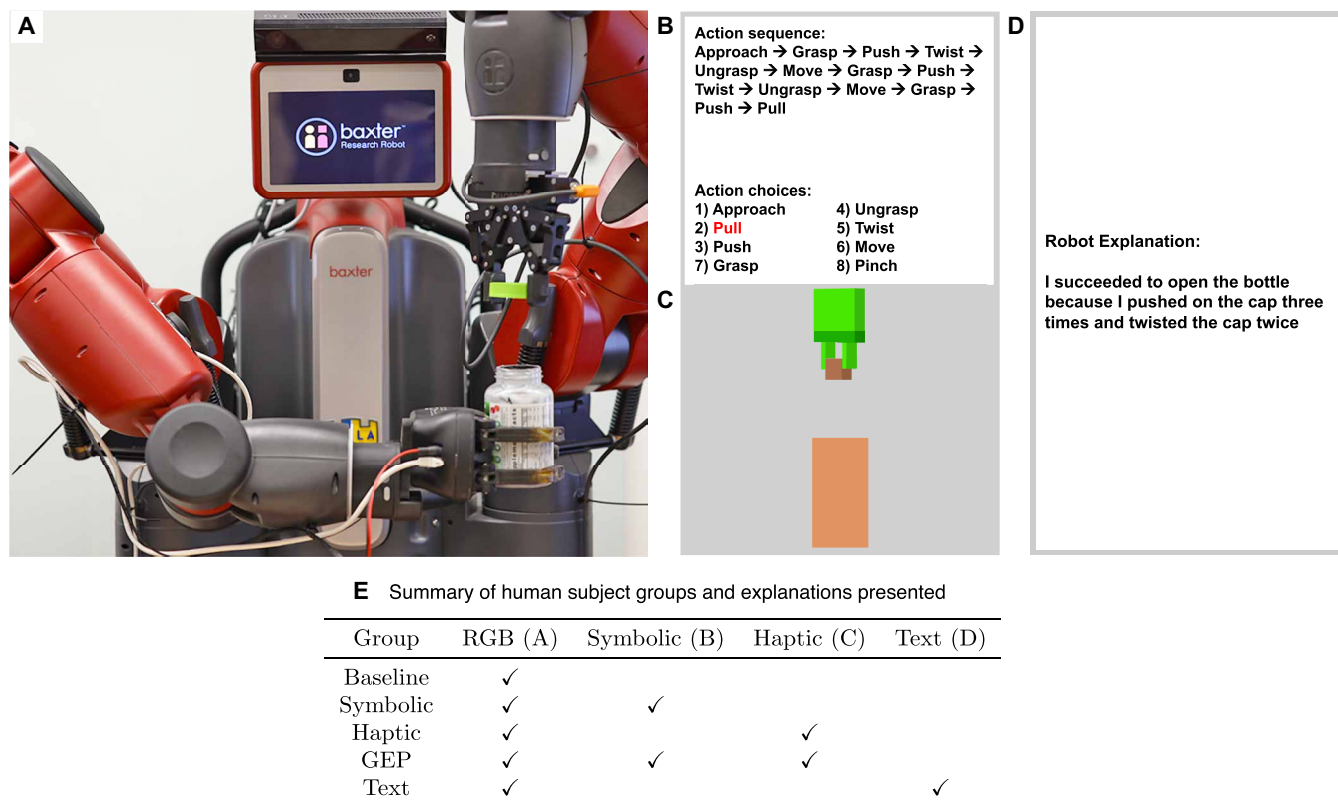 A
baxter™
Research Robot
baxter
LA
B
Action sequence:
Approach → Grasp → Push → Twist →
Ungrasp → Move → Grasp → Push →
Twist → Ungrasp → Move → Grasp →
Push → Pull
Action choices:
1) Approach 4) Ungrasp
2) Pull 5) Twist
3) Push 6) Move
7) Grasp 8) Pinch
C
D
Robot Explanation:
I succeeded to open the bottle
because I pushed on the cap three
times and twisted the cap twice
E Summary of human subject groups and explanations presented
Group RGB (A) Symbolic (B) Haptic (C) Text (D)
Baseline ✓
Symbolic ✓ ✓
Haptic ✓ ✓
GEP ✓ ✓ ✓
Text ✓ ✓